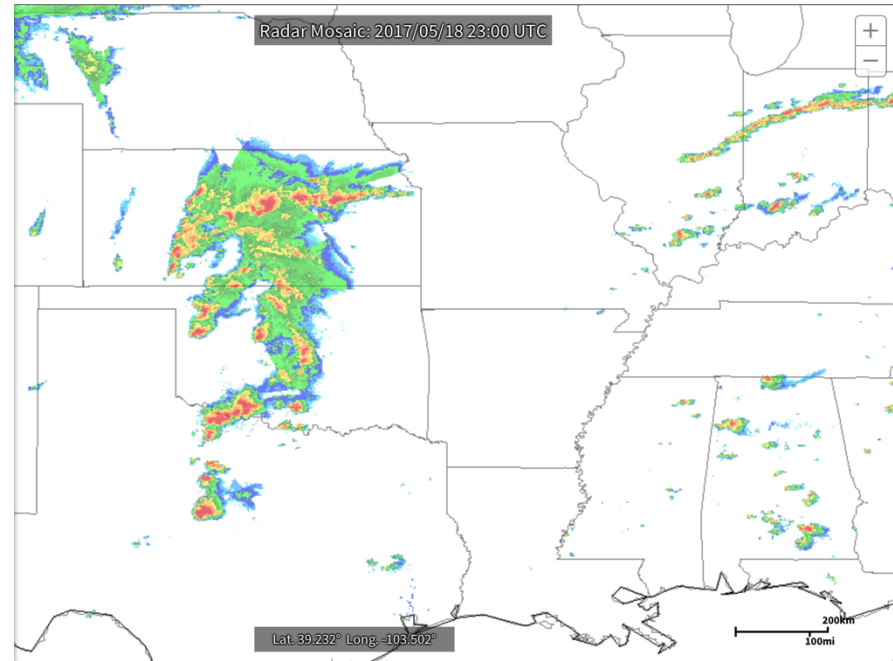 Radar Mosaic: 2017/05/18 23:00 UTC
+
−
200km
100mi
Lat. 39.232° Long. -103.502°